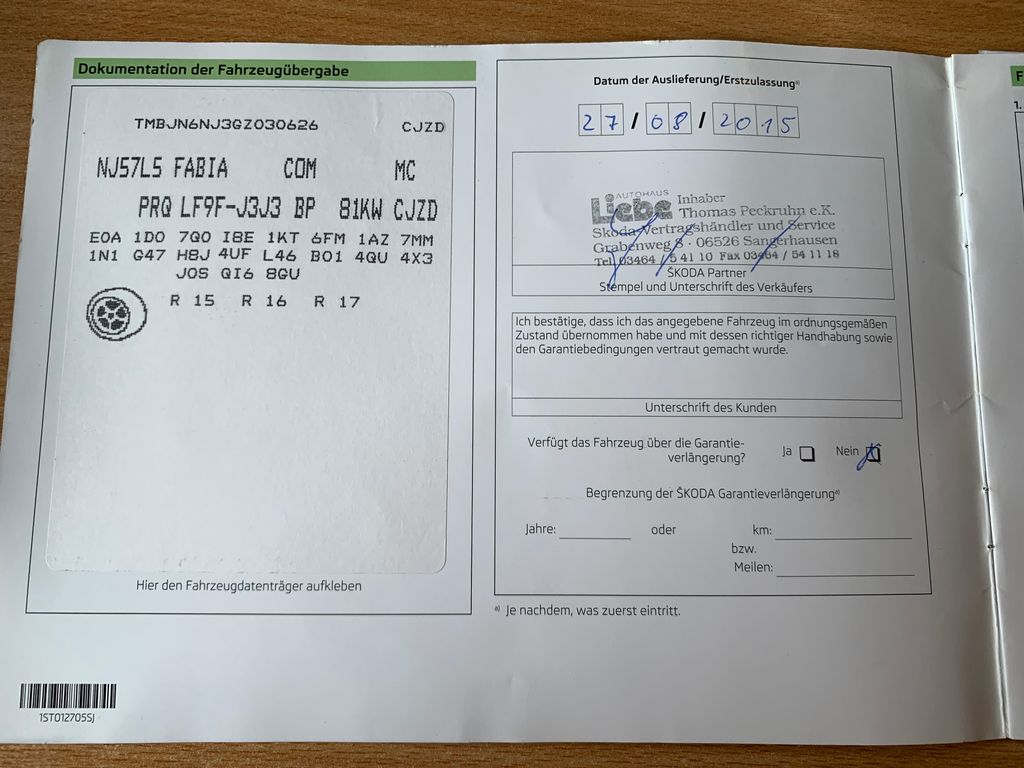 Dokumentation der Fahrzeugübergabe
TMBJN6NJ3GZ030626 CJZD
NJ57L5 FABIA COM MC
PRQ LF9F-J3J3 BP 81KW CJZD
E0A 1D0 7Q0 I8E 1KT 6FM 1AZ 7MM
1N1 G47 H8J 4UF L46 B01 4QU 4X3
J0S QI6 8GU
R 15 R 16 R 17
Hier den Fahrzeugdatenträger aufkleben
1ST012705SJ
Datum der Auslieferung/Erstzulassung a)
27/08/2015
AUTOHAUS
Liebe Inhaber
Thomas Peckruhn e.K.
Skoda Vertragshändler und Service
Grabenweg 8 · 06526 Sangerhausen
Tel. 03464 / 5 41 10 Fax 03464 / 54 11 18
ŠKODA Partner
Stempel und Unterschrift des Verkäufers
Ich bestätige, dass ich das angegebene Fahrzeug im ordnungsgemäßen
Zustand übernommen habe und mit dessen richtiger Handhabung sowie
den Garantiebedingungen vertraut gemacht wurde.
Unterschrift des Kunden
Verfügt das Fahrzeug über die Garantie-
verlängerung? Ja Nein
Begrenzung der ŠKODA Garantieverlängerung a)
Jahre: oder km:
bzw.
Meilen:
a) Je nachdem, was zuerst eintritt.
F
1.